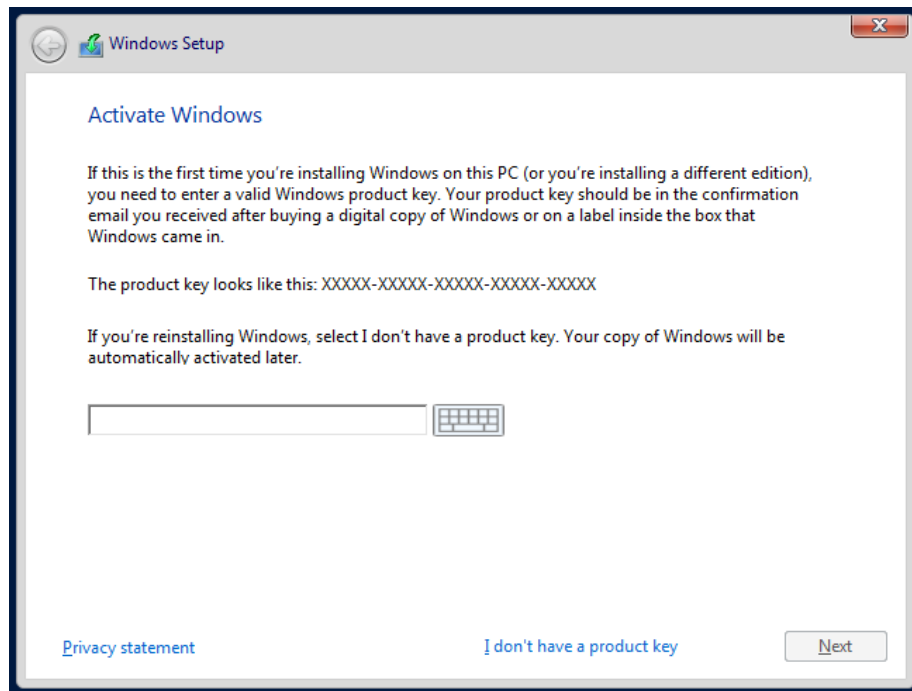 Windows Setup
Activate Windows
If this is the first time you're installing Windows on this PC (or you're installing a different edition),
you need to enter a valid Windows product key. Your product key should be in the confirmation
email you received after buying a digital copy of Windows or on a label inside the box that
Windows came in.
The product key looks like this: XXXXX-XXXXX-XXXXX-XXXXX-XXXXX
If you're reinstalling Windows, select I don't have a product key. Your copy of Windows will be
automatically activated later.
Privacy statement
I don't have a product key
Next